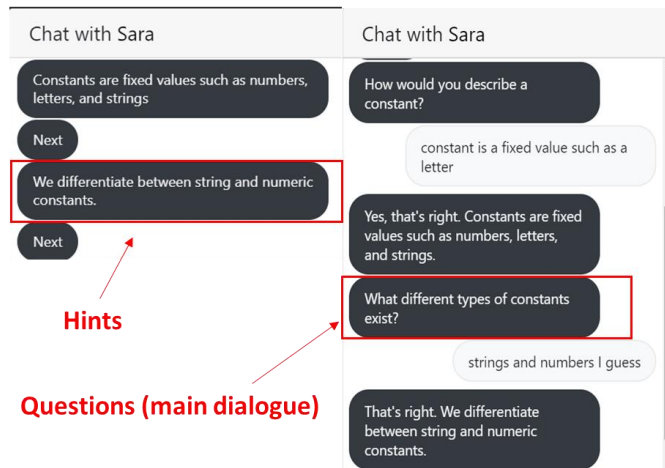 Chat with Sara
Constants are fixed values such as numbers,
letters, and strings
Next
We differentiate between string and numeric
constants.
Next
Hints
Questions (main dialogue)
Chat with Sara
How would you describe a
constant?
constant is a fixed value such as a
letter
Yes, that's right. Constants are fixed
values such as numbers, letters,
and strings.
What different types of constants
exist?
strings and numbers I guess
That's right. We differentiate
between string and numeric
constants.